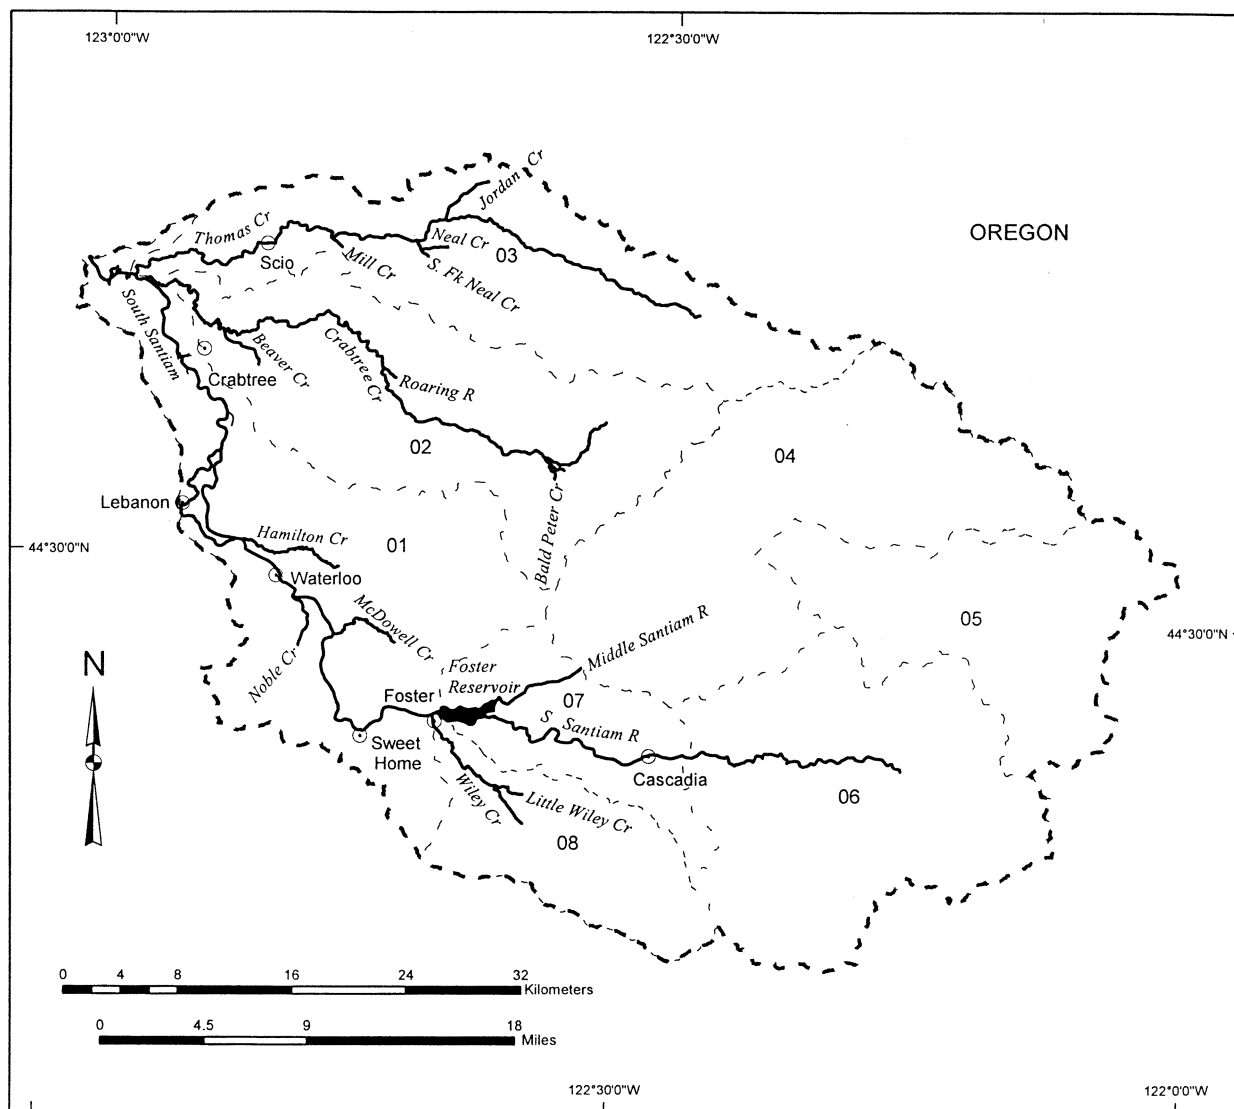 123°0'0"W
122°30'0"W
Jordan Cr
OREGON
Thomas Cr
Neal Cr
03
Scio
Mill Cr
S. Fk Neal Cr
South Santiam
Beaver Cr
Crabtree Cr
Crabtree
Roaring R
02
04
Lebanon
Bald Peter Cr
Hamilton Cr
01
44°30'0"N
Waterloo
McDowell Cr
05
Middle Santiam R
44°30'0"N
N
Noble Cr
Foster
Reservoir
Foster
07
S Santiam R
Sweet
Home
Cascadia
Wiley Cr
Little Wiley Cr
06
08
0 4 8 16 24 32
Kilometers
0 4.5 9 18
Miles
122°30'0"W
122°0'0"W